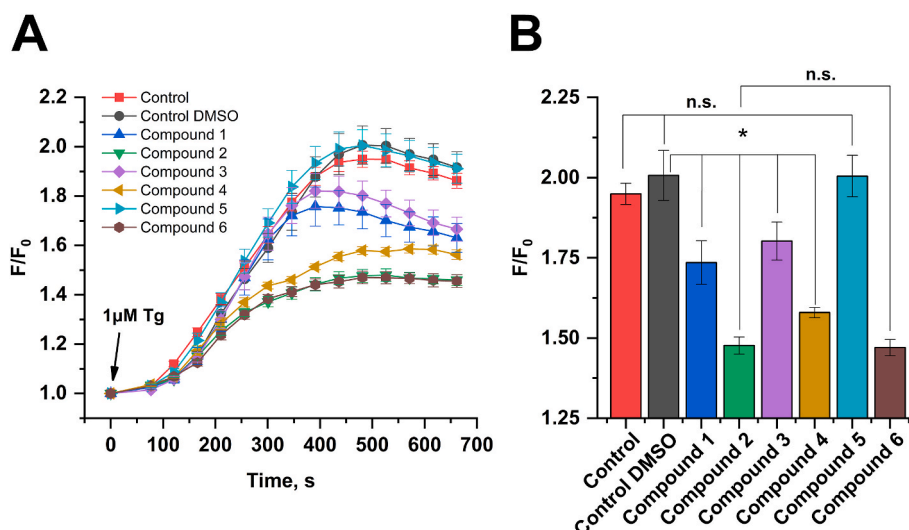 A
B
Control
Control DMSO
Compound 1
Compound 2
Compound 3
Compound 4
Compound 5
Compound 6
1µM Tg
F/F0
2.2
2.0
1.8
1.6
1.4
1.2
1.0
0 100 200 300 400 500 600 700
Time, s
n.s.
n.s.
*
F/F0
2.25
2.00
1.75
1.50
1.25
Control
Control DMSO
Compound 1
Compound 2
Compound 3
Compound 4
Compound 5
Compound 6